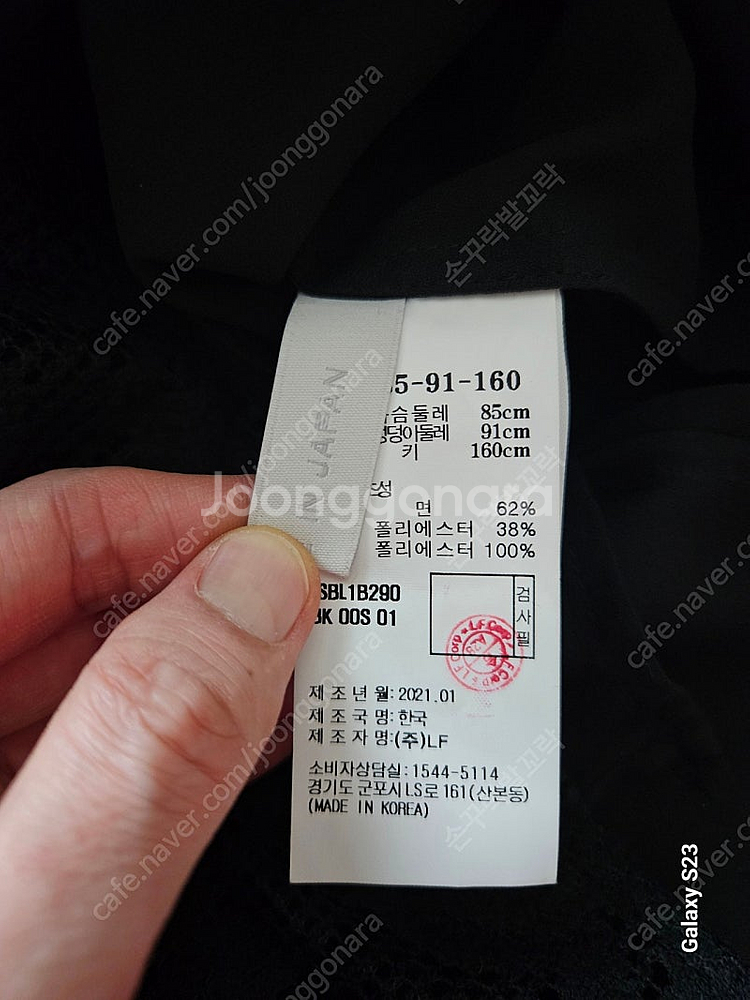 JAPAN
5-91-160
슴둘레 85cm
덩이둘레 91cm
키 160cm
성
면 62%
폴리에스터 38%
폴리에스터 100%
SBL1B290
BK 00S 01
검
사
필
LF Corp
제 조 년 월: 2021.01
제 조 국 명: 한국
제 조 자 명:(주)LF
소비자상담실: 1544-5114
경기도 군포시 LS로 161(산본동)
(MADE IN KOREA)
Joonggonara
cafe.naver.com/joonggonara
손꾸락발꼬락
Galaxy S23